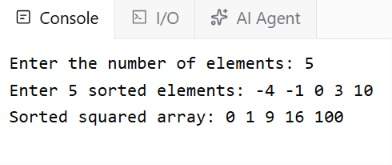 Console I/O AI Agent
Enter the number of elements: 5
Enter 5 sorted elements: -4 -1 0 3 10
Sorted squared array: 0 1 9 16 100